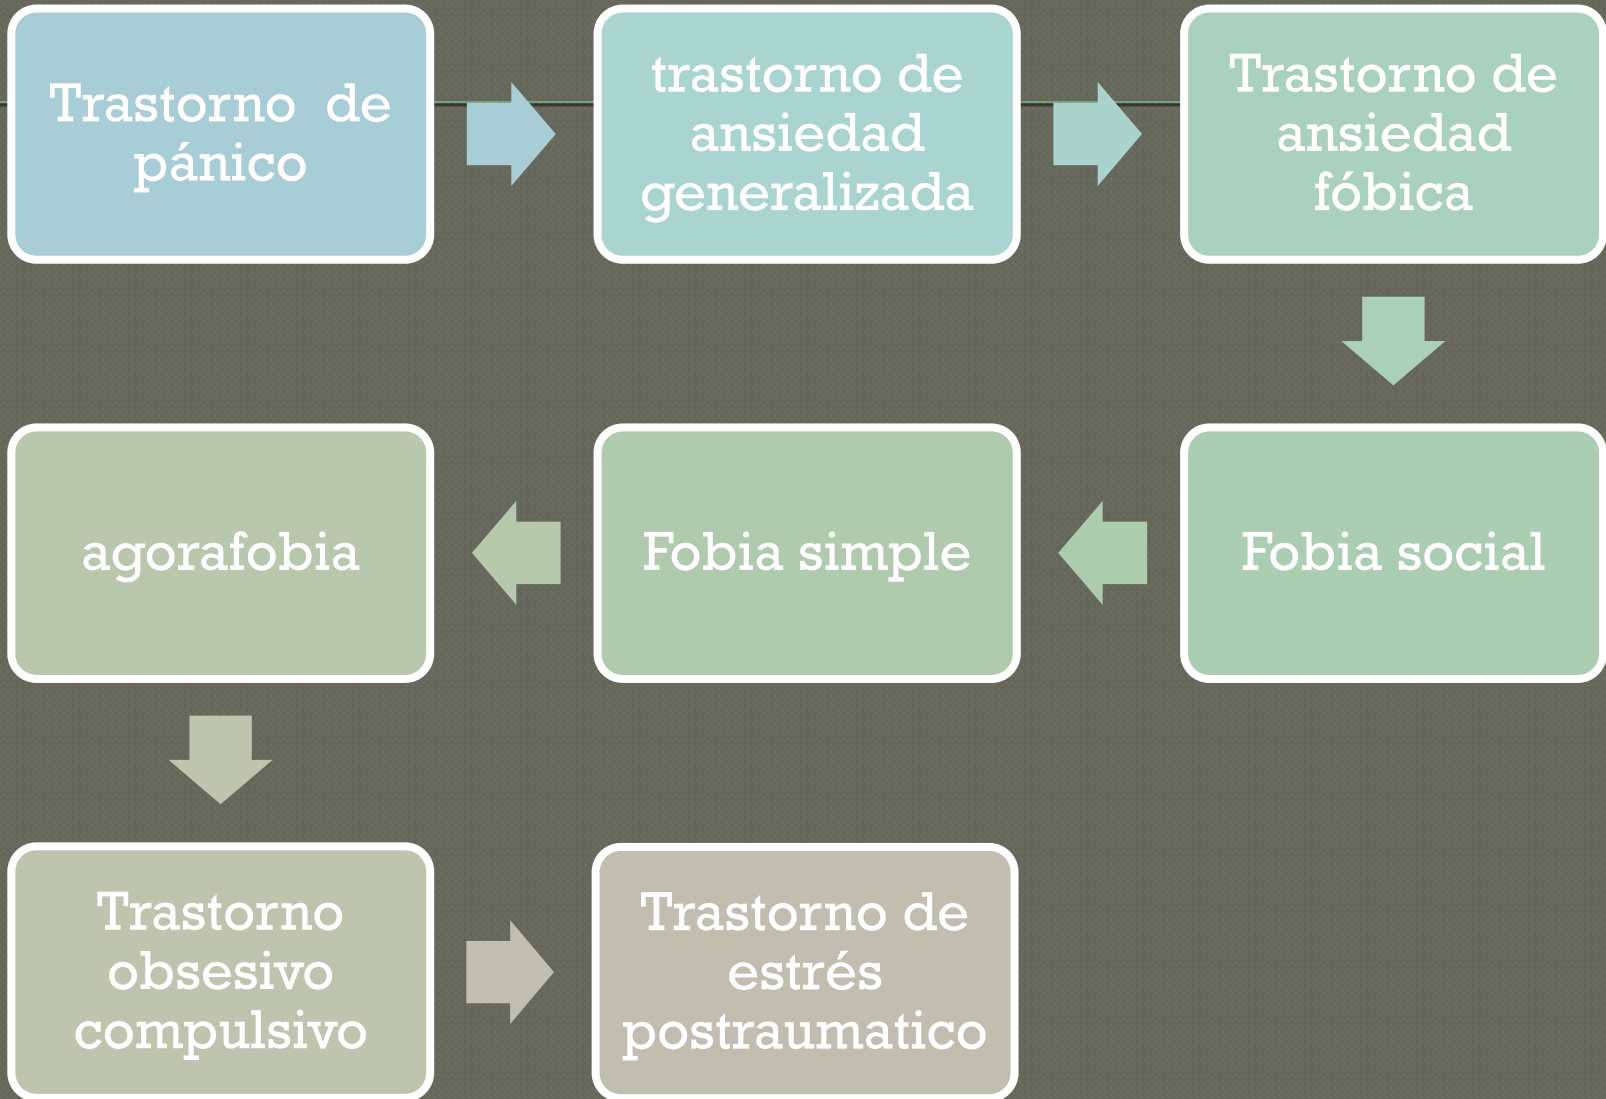 Trastorno de
pánico
trastorno de
ansiedad
generalizada
Trastorno de
ansiedad
fóbica
Fobia social
Fobia simple
agorafobia
Trastorno
obsesivo
compulsivo
Trastorno de
estrés
postraumatico